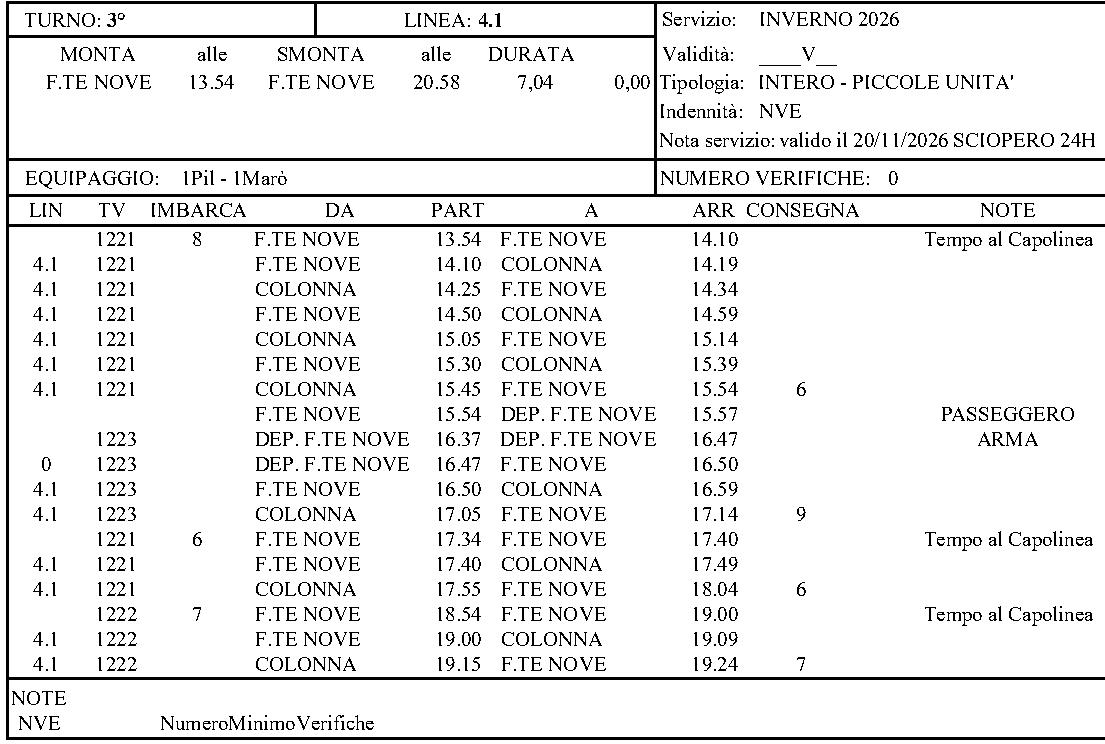 TURNO: 3° LINEA: 4.1 Servizio: INVERNO 2026
MONTA alle SMONTA alle DURATA Validità: ____V__
F.TE NOVE 13.54 F.TE NOVE 20.58 7,04 0,00 Tipologia: INTERO - PICCOLE UNITA'
Indennità: NVE
Nota servizio: valido il 20/11/2026 SCIOPERO 24H
EQUIPAGGIO: 1Pil - 1Marò NUMERO VERIFICHE: 0
LIN TV IMBARCA DA PART A ARR CONSEGNA NOTE
1221 8 F.TE NOVE 13.54 F.TE NOVE 14.10 Tempo al Capolinea
4.1 1221 F.TE NOVE 14.10 COLONNA 14.19
4.1 1221 COLONNA 14.25 F.TE NOVE 14.34
4.1 1221 F.TE NOVE 14.50 COLONNA 14.59
4.1 1221 COLONNA 15.05 F.TE NOVE 15.14
4.1 1221 F.TE NOVE 15.30 COLONNA 15.39
4.1 1221 COLONNA 15.45 F.TE NOVE 15.54 6
F.TE NOVE 15.54 DEP. F.TE NOVE 15.57 PASSEGGERO
1223 DEP. F.TE NOVE 16.37 DEP. F.TE NOVE 16.47 ARMA
0 1223 DEP. F.TE NOVE 16.47 F.TE NOVE 16.50
4.1 1223 F.TE NOVE 16.50 COLONNA 16.59
4.1 1223 COLONNA 17.05 F.TE NOVE 17.14 9
1221 6 F.TE NOVE 17.34 F.TE NOVE 17.40 Tempo al Capolinea
4.1 1221 F.TE NOVE 17.40 COLONNA 17.49
4.1 1221 COLONNA 17.55 F.TE NOVE 18.04 6
1222 7 F.TE NOVE 18.54 F.TE NOVE 19.00 Tempo al Capolinea
4.1 1222 F.TE NOVE 19.00 COLONNA 19.09
4.1 1222 COLONNA 19.15 F.TE NOVE 19.24 7
NOTE
NVE NumeroMinimoVerifiche